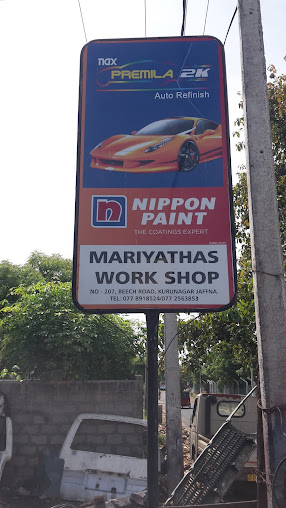 nax
PREMILA 2K
Auto Refinish
n NIPPON
PAINT
THE COATINGS EXPERT
MARIYATHAS
WORK SHOP
NO - 207, BEECH ROAD, KURUNAGAR JAFFNA.
TEL: 077 8918524/077 2563853